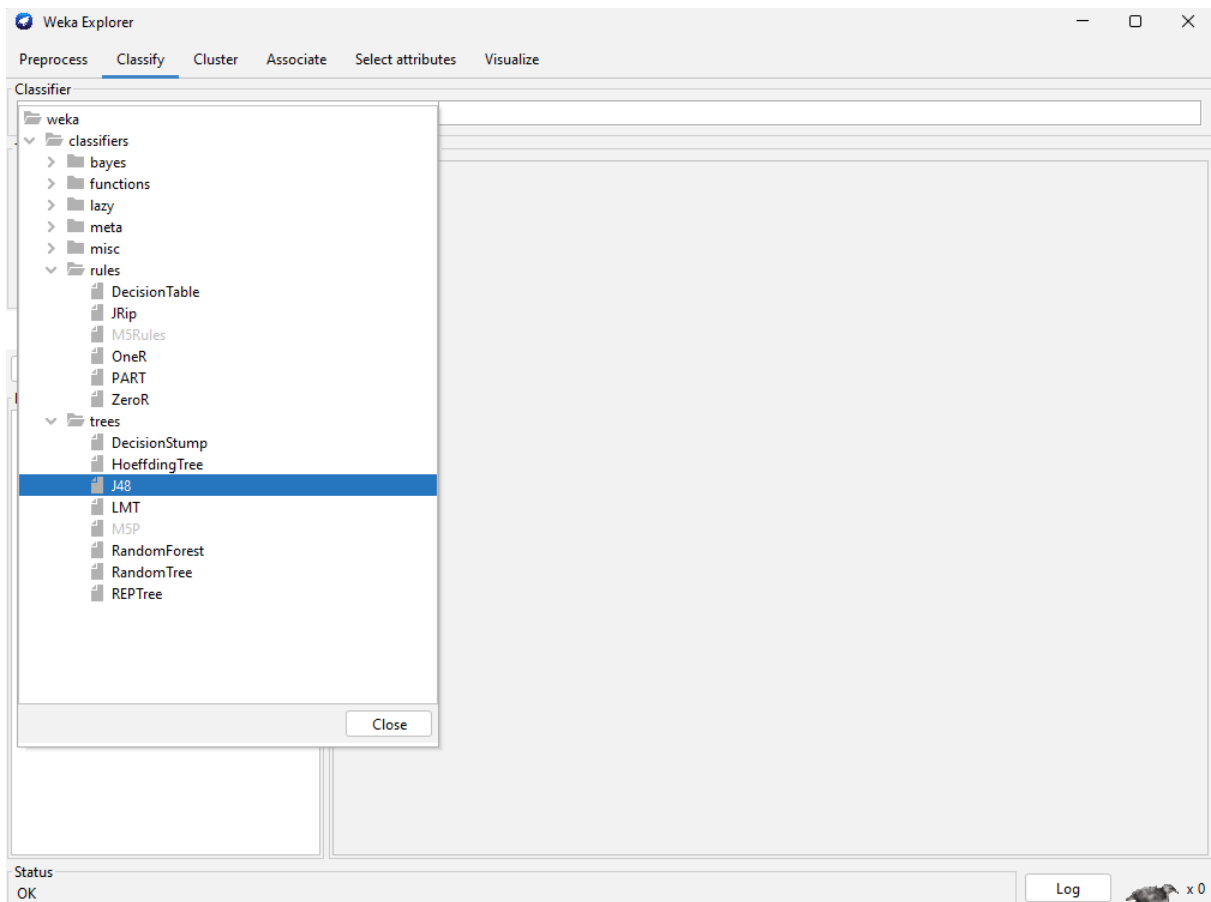 Weka Explorer
Preprocess Classify Cluster Associate Select attributes Visualize
Classifier
weka
classifiers
bayes
functions
lazy
meta
misc
rules
DecisionTable
JRip
M5Rules
OneR
PART
ZeroR
trees
DecisionStump
HoeffdingTree
J48
LMT
M5P
RandomForest
RandomTree
REPTree
Close
Status
OK
Log
x 0